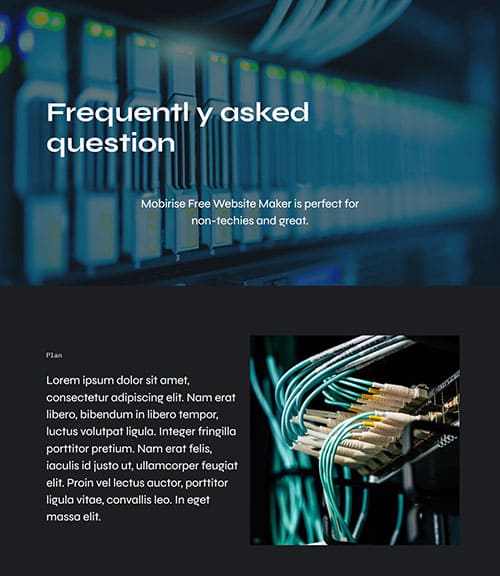 Frequentl y asked
question
Mobirise Free Website Maker is perfect for
non-techies and great.
Plan
Lorem ipsum dolor sit amet,
consectetur adipiscing elit. Nam erat
libero, bibendum in libero tempor,
luctus volutpat ligula. Integer fringilla
porttitor pretium. Nam erat felis,
iaculis id justo ut, ullamcorper feugiat
elit. Proin vel lectus auctor, porttitor
ligula vitae, convallis leo. In eget
massa elit.